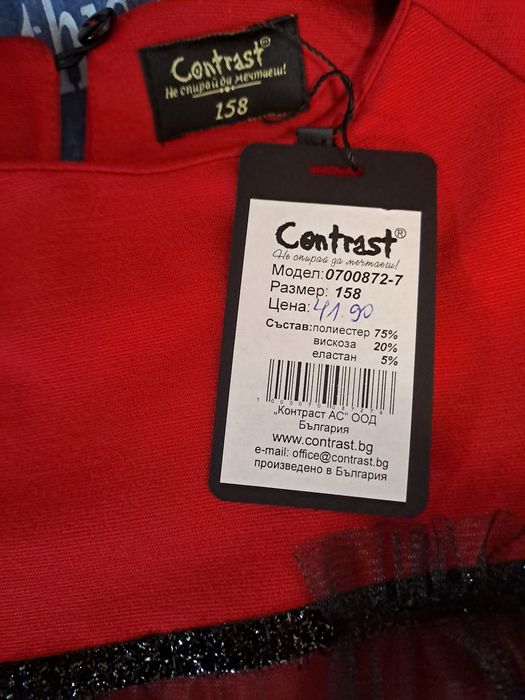 Contrast®
Не спирай да мечтаеш!
158
Contrast®
Не спирай да мечтаеш!
Модел:0700872-7
Размер: 158
Цена: 41.90
Състав:полиестер 75%
вискоза 20%
еластан 5%
„Контраст АС“ ООД
България
www.contrast.bg
e-mail: office@contrast.bg
произведено в България